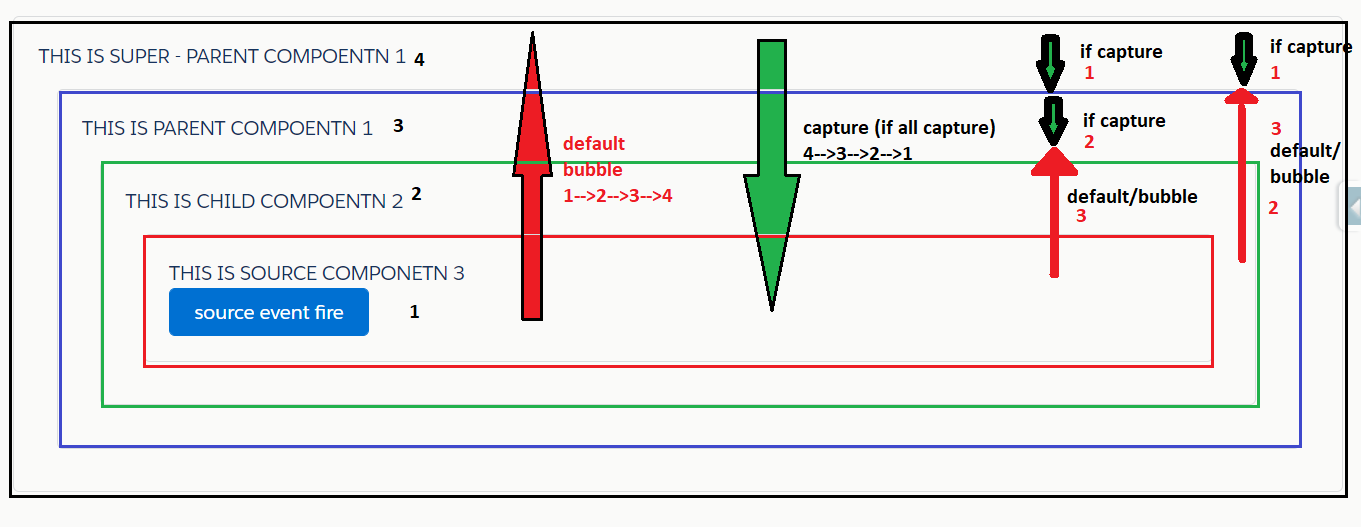 THIS IS SUPER - PARENT COMPOENTN 1 4
if capture
1
if capture
1
THIS IS PARENT COMPOENTN 1 3
if capture
2
capture (if all capture)
4-->3-->2-->1
default
bubble
1-->2-->3-->4
3
default/
bubble
2
THIS IS CHILD COMPOENTN 2 2
default/bubble
3
THIS IS SOURCE COMPONETN 3
source event fire
1